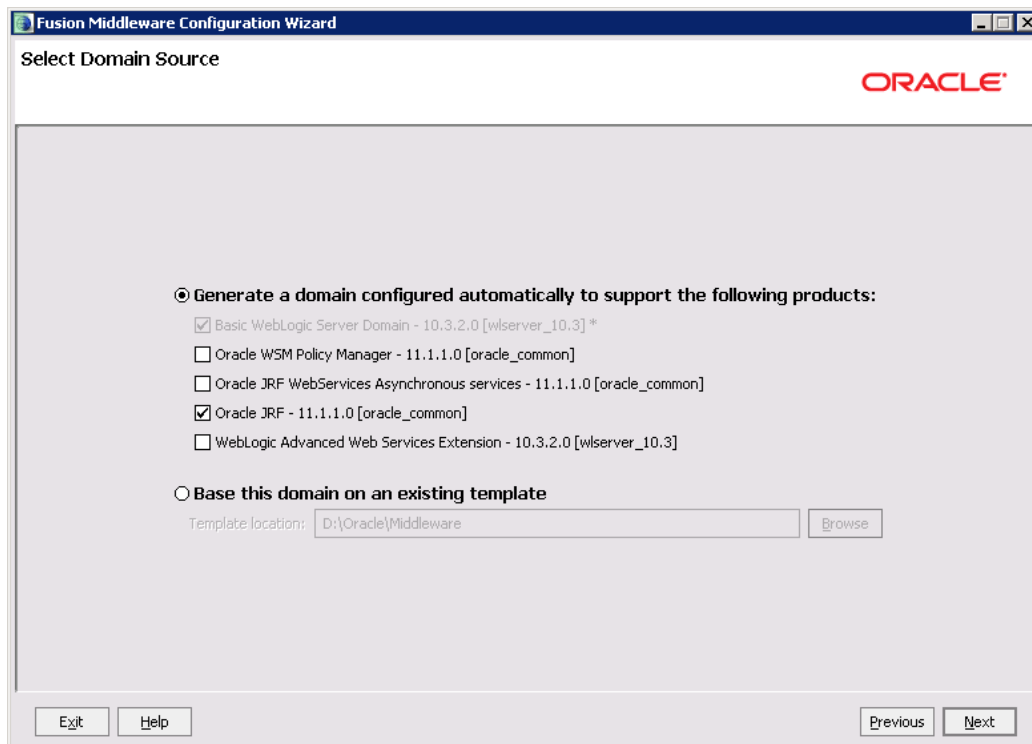 Fusion Middleware Configuration Wizard
Select Domain Source
ORACLE
Generate a domain configured automatically to support the following products:
Basic WebLogic Server Domain - 10.3.2.0 [wlserver_10.3] *
Oracle WSM Policy Manager - 11.1.1.0 [oracle_common]
Oracle JRF WebServices Asynchronous services - 11.1.1.0 [oracle_common]
Oracle JRF - 11.1.1.0 [oracle_common]
WebLogic Advanced Web Services Extension - 10.3.2.0 [wlserver_10.3]
Base this domain on an existing template
Template location: D:\Oracle\Middleware Browse
Exit Help Previous Next